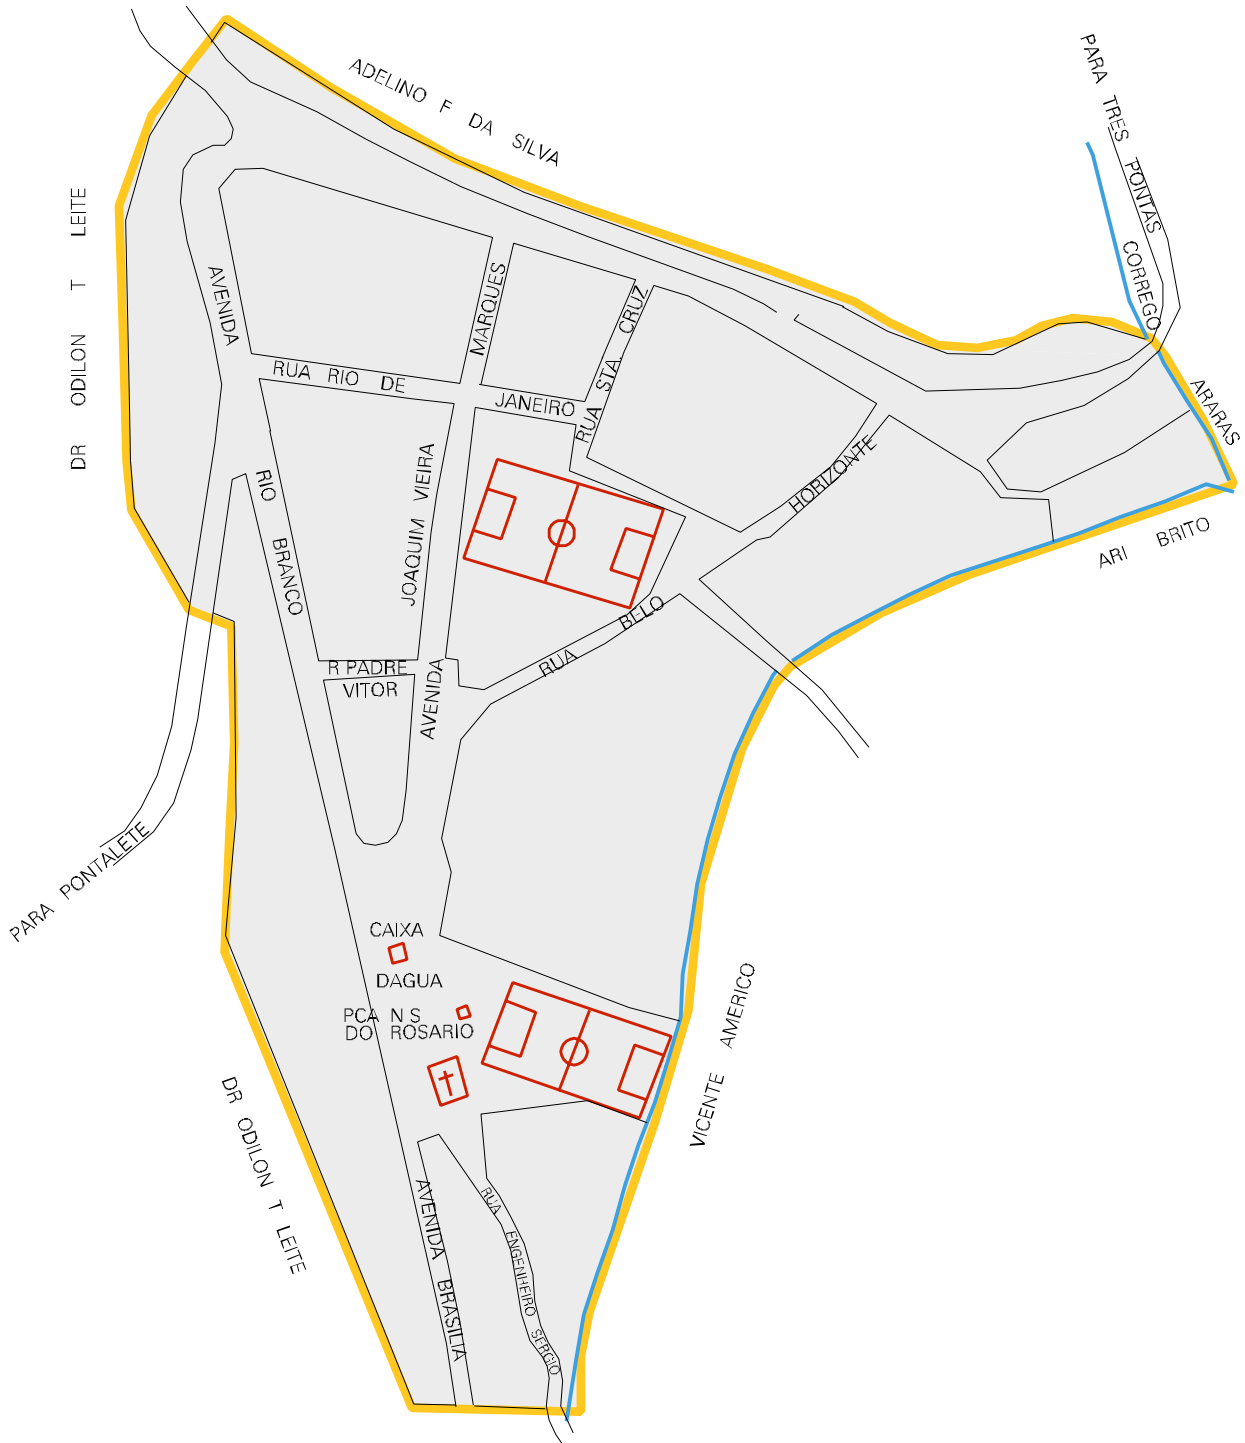 ADELINO F DA SILVA
PARA TRES PONTAS
CORREGO
ARARAS
ARI BRITO
DR ODILON T LEITE
AVENIDA
RIO BRANCO
MARQUES
RUA STA. CRUZ
RUA RIO DE
JANEIRO
HORIZONTE
JOAQUIM VIEIRA
AVENIDA
RUA BELO
R PADRE
VITOR
PARA PONTALETE
CAIXA
DAGUA
PCA N S
DO ROSARIO
VICENTE AMERICO
DR ODILON T LEITE
AVENIDA BRASILIA
RUA ENGENHEIRO SERGIO